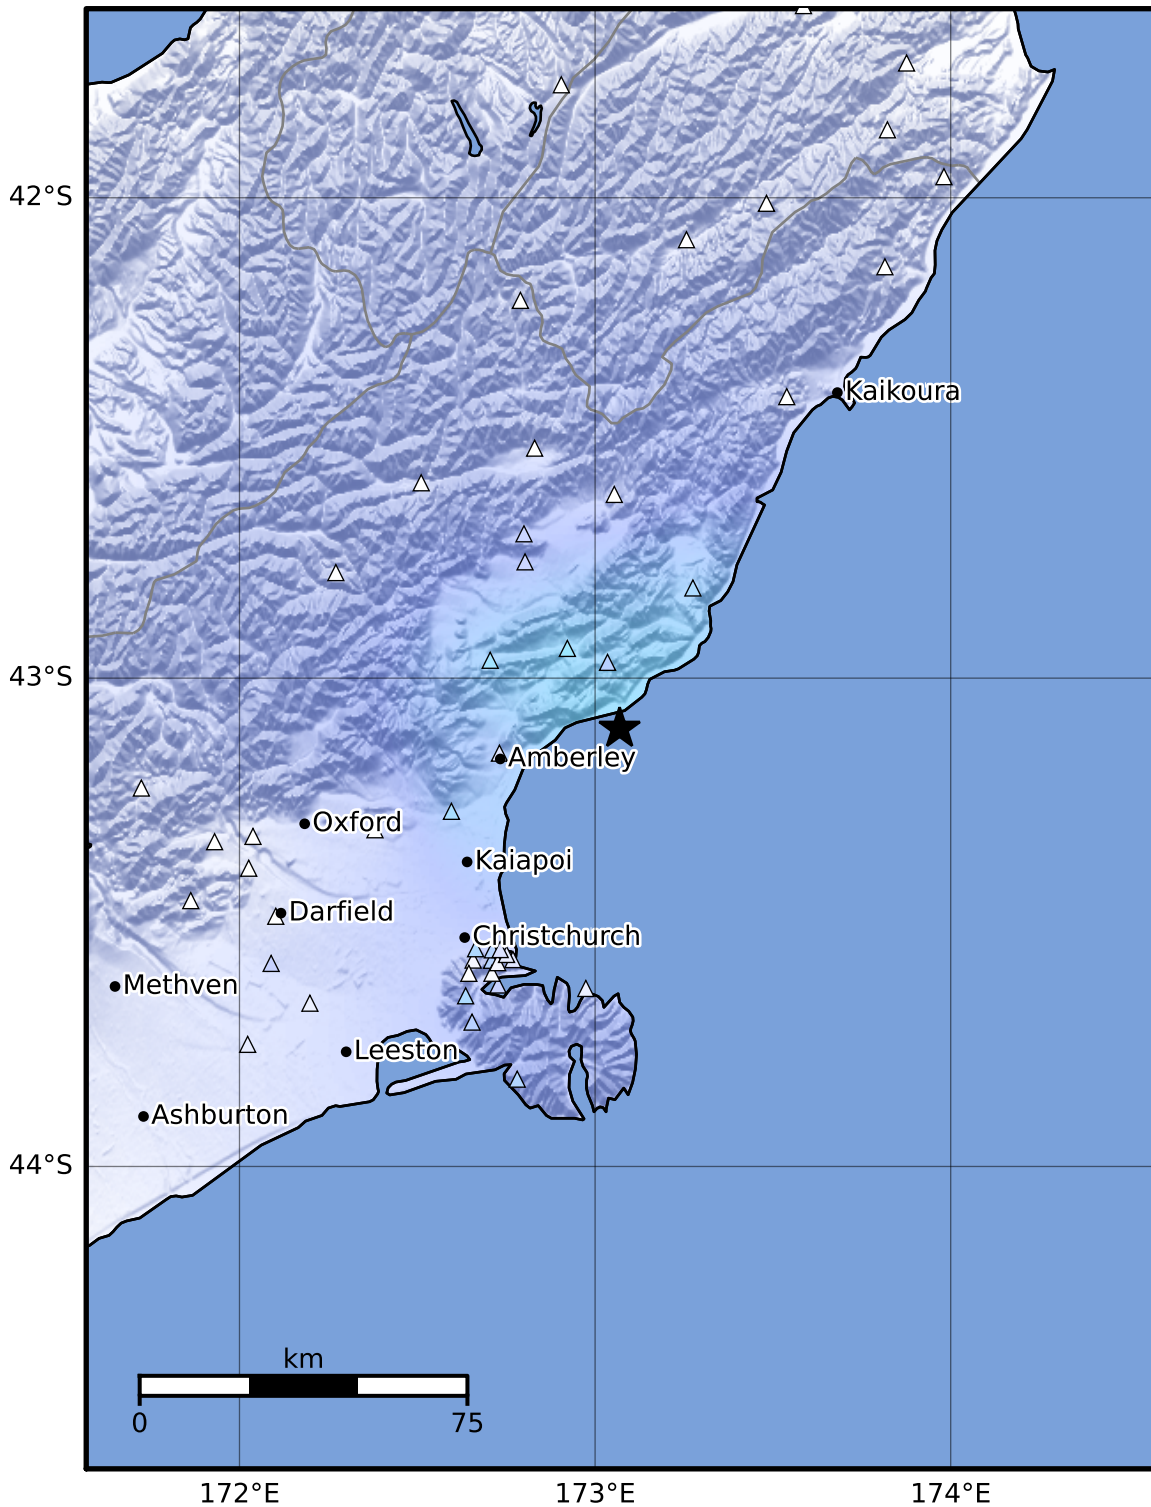 42°S
Kaikoura
43°S
Amberley
Oxford
Kaiapoi
Darfield
Christchurch
Methven
Leeston
Ashburton
44°S
km
0 75
172°E 173°E 174°E